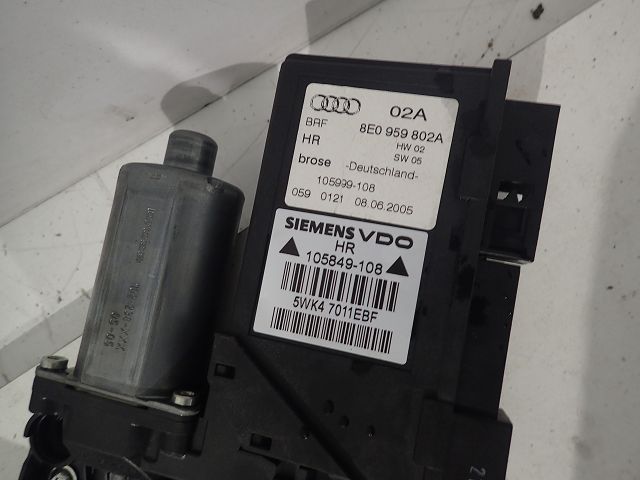 02A
BRF 8E0 959 802A
HR HW 02
SW 05
brose -Deutschland-
105999-108
059 0121 08.06.2005
SIEMENS VDO
HR
105849-108
5WK4 7011EBF